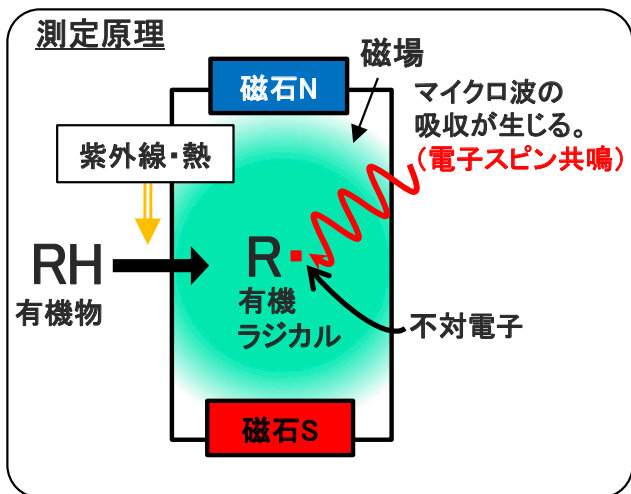 測定原理
磁石N
磁場
マイクロ波の
吸収が生じる。
（電子スピン共鳴）
紫外線・熱
RH
有機物
R・
有機
ラジカル
不対電子
磁石S